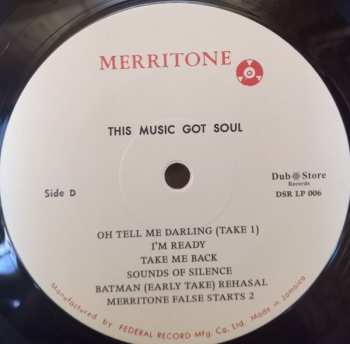 MERRITONE
THIS MUSIC GOT SOUL
Side D
Dub Store
Records
DSR LP 006
OH TELL ME DARLING (TAKE 1)
I'M READY
TAKE ME BACK
SOUNDS OF SILENCE
BATMAN (EARLY TAKE) REHASAL
MERRITONE FALSE STARTS 2
Manufactured by FEDERAL RECORD Mfg. Co. Ltd. Made in Jamaica